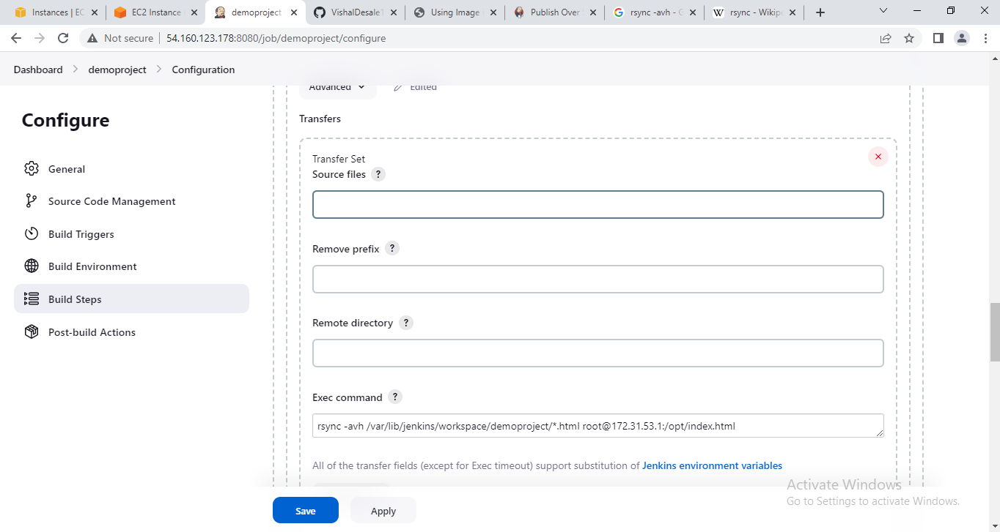 Instances | EC
EC2 Instance
demoproject
VishalDesale1
Using Image
Publish Over
rsync -avh - G
rsync - Wikip
Not secure
54.160.123.178:8080/job/demoproject/configure
Dashboard
demoproject
Configuration
Configure
General
Source Code Management
Build Triggers
Build Environment
Build Steps
Post-build Actions
Advanced
Edited
Transfers
Transfer Set
Source files ?
Remove prefix ?
Remote directory ?
Exec command ?
rsync -avh /var/lib/jenkins/workspace/demoproject/*.html root@172.31.53.1:/opt/index.html
All of the transfer fields (except for Exec timeout) support substitution of Jenkins environment variables
Save
Apply
Activate Windows
Go to Settings to activate Windows.